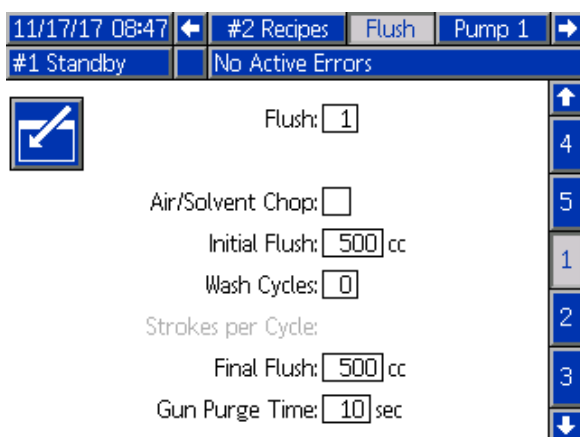 11/17/17 08:47 #2 Recipes Flush Pump 1
#1 Standby No Active Errors
Flush: 1
4
Air/Solvent Chop:
5
Initial Flush: 500 cc
1
Wash Cycles: 0
2
Strokes per Cycle:
Final Flush: 500 cc
3
Gun Purge Time: 10 sec